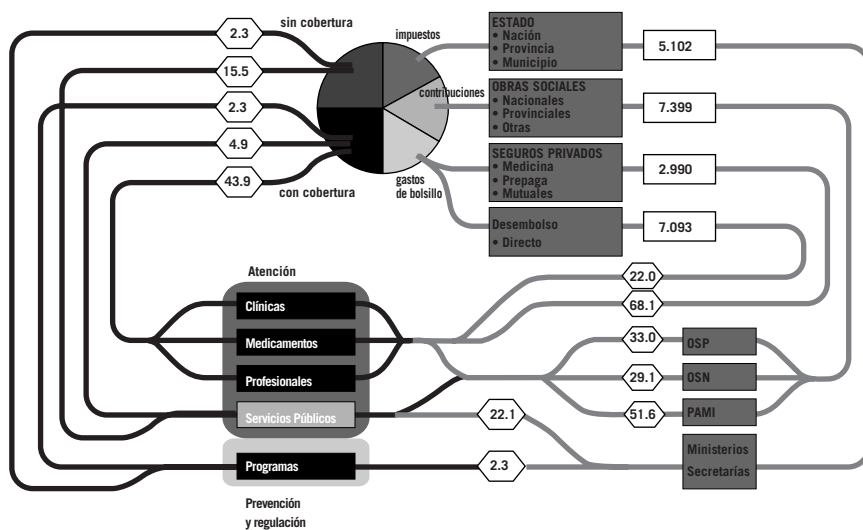 sin cobertura
2.3
15.5
2.3
4.9
43.9
con cobertura
impuestos
contribuciones
gastos
de bolsillo
ESTADO
• Nación
• Provincia
• Municipio
5.102
OBRAS SOCIALES
• Nacionales
• Provinciales
• Otras
7.399
SEGUROS PRIVADOS
• Medicina
• Prepaga
• Mutuales
2.990
Desembolso
• Directo
7.093
Atención
Clínicas
Medicamentos
Profesionales
Servicios Públicos
Programas
Prevención
y regulación
22.0
68.1
33.0
OSP
29.1
OSN
51.6
PAMI
22.1
2.3
Ministerios
Secretarías